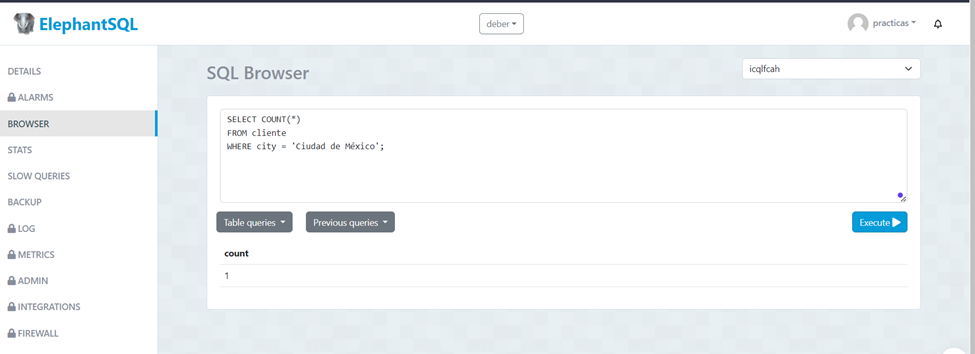 ElephantSQL
deber
practicas
DETAILS
ALARMS
BROWSER
STATS
SLOW QUERIES
BACKUP
LOG
METRICS
ADMIN
INTEGRATIONS
FIREWALL
SQL Browser
icqlfcah
SELECT COUNT(*)
FROM cliente
WHERE city = 'Ciudad de México';
Table queries
Previous queries
Execute
count
1